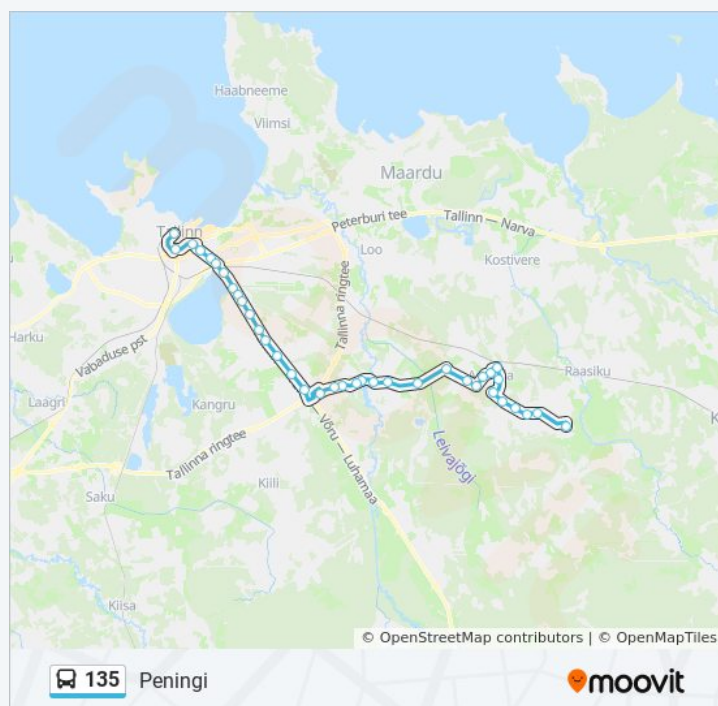 Haabneeme
Viimsi
Maardu
Tallinn
Peterburi tee
Tallinn — Narva
Loo
Kostivere
Tallinna ringtee
Harku
Vabaduse pst
Raasiku
Laagri
Kangru
Leivajõgi
Võru — Luhamaa
Tallinna ringtee
Kiili
Saku
Kiisa
© OpenStreetMap contributors | © OpenMapTiles
135 Peningi
moovit